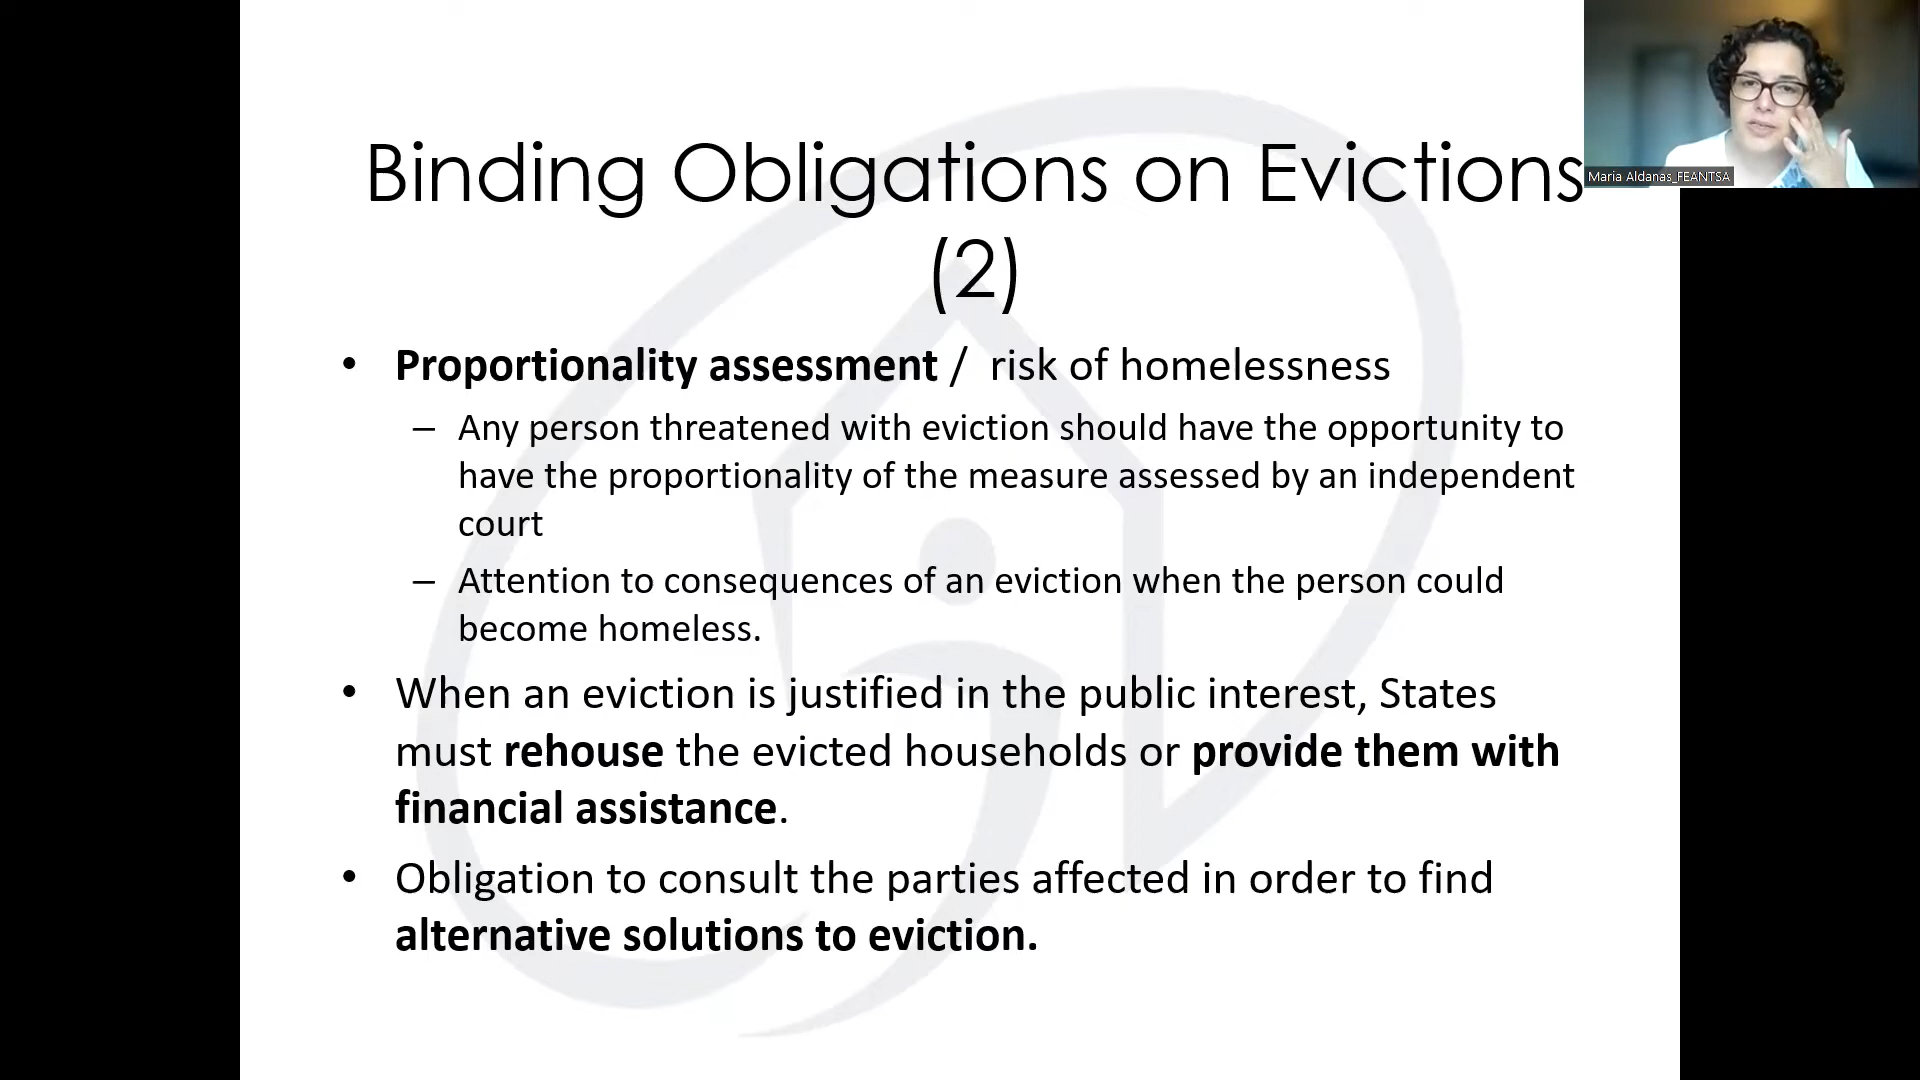 Binding Obligations on Evictions
(2)
• Proportionality assessment / risk of homelessness
– Any person threatened with eviction should have the opportunity to
have the proportionality of the measure assessed by an independent
court
– Attention to consequences of an eviction when the person could
become homeless.
• When an eviction is justified in the public interest, States
must rehouse the evicted households or provide them with
financial assistance.
• Obligation to consult the parties affected in order to find
alternative solutions to eviction.
Maria Aldanas_FEANTSA